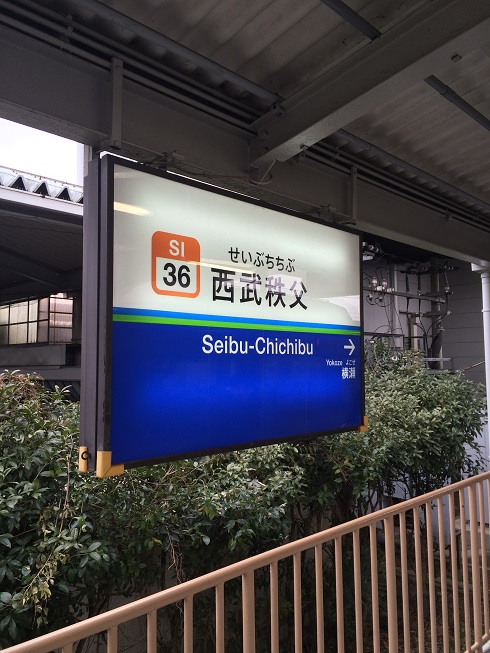 SI
36
せいぶちちぶ
西武秩父
Seibu-Chichibu
→
Yokoze よこぜ
横瀬